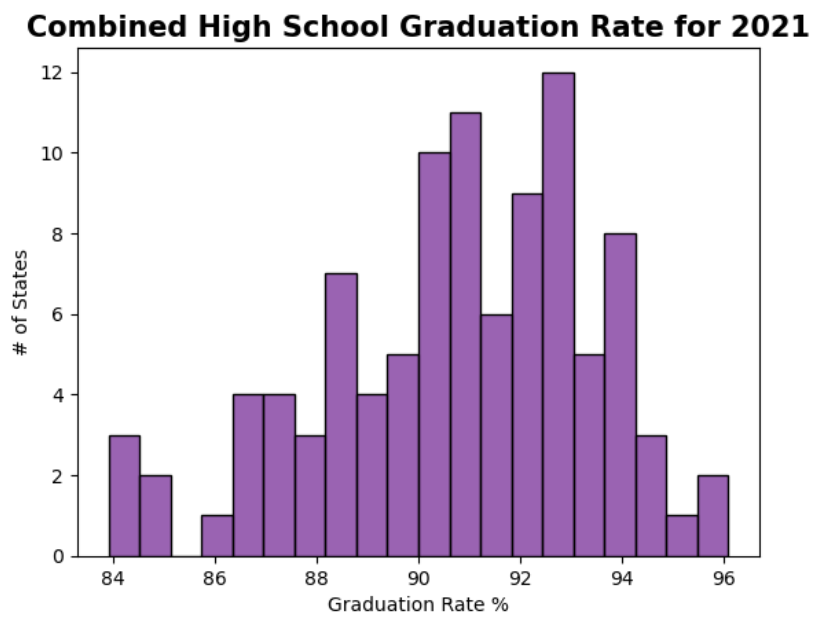 Combined High School Graduation Rate for 2021
12
10
8
6
4
2
0
# of States
84 86 88 90 92 94 96
Graduation Rate %